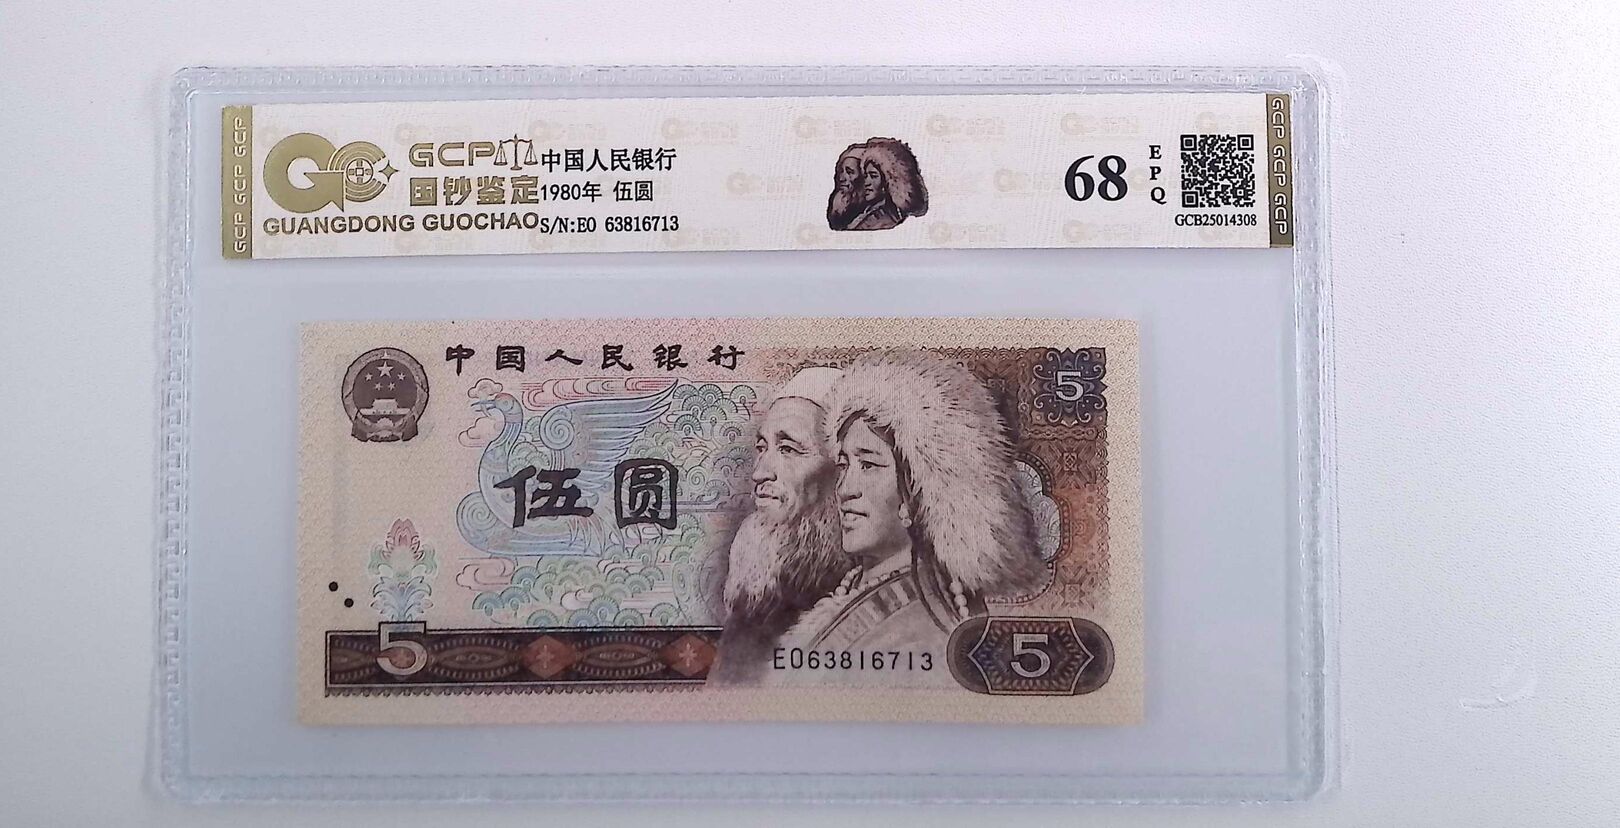 GCP GCP GCP
GCP
国钞鉴定
GUANGDONG GUOCHAO
中国人民银行
1980年 伍圆
S/N:EO 63816713
68
EPQ
GCB25014308
GCP GCP GCP
中国人民银行
5
伍圆
5
EO63816713
5